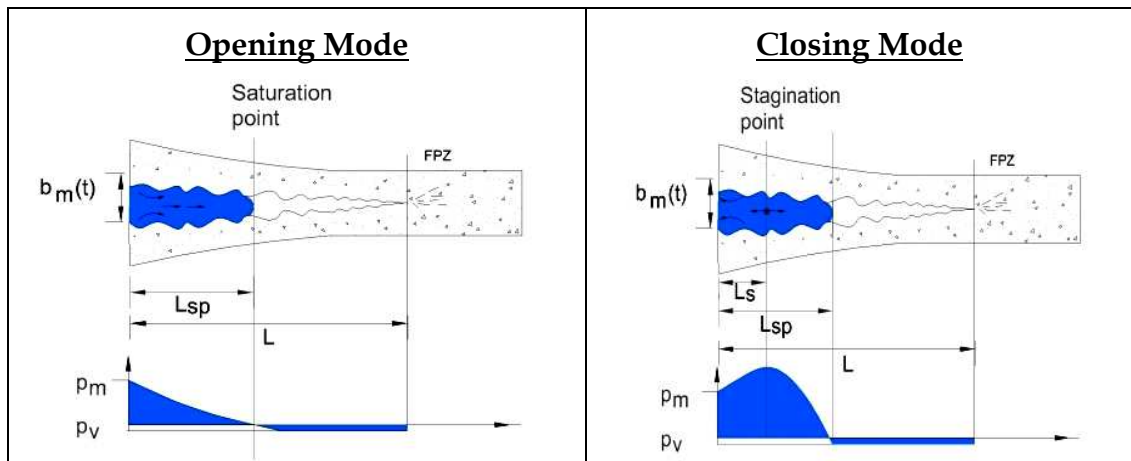 Opening Mode
Saturation
point
FPZ
b m(t)
Lsp
L
pm
pv
Closing Mode
Stagination
point
FPZ
b m(t)
Ls
Lsp
L
pm
pv